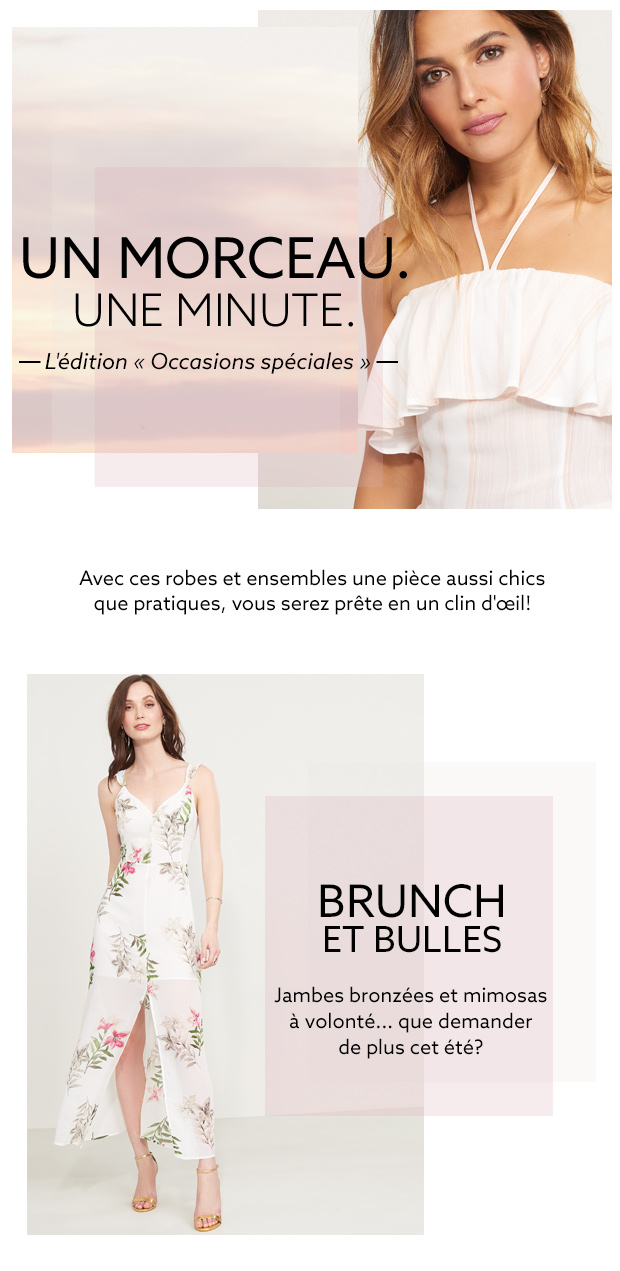 UN MORCEAU.
UNE MINUTE.
— L'édition « Occasions spéciales » —
Avec ces robes et ensembles une pièce aussi chics
que pratiques, vous serez prête en un clin d'œil!
BRUNCH
ET BULLES
Jambes bronzées et mimosas
à volonté... que demander
de plus cet été?